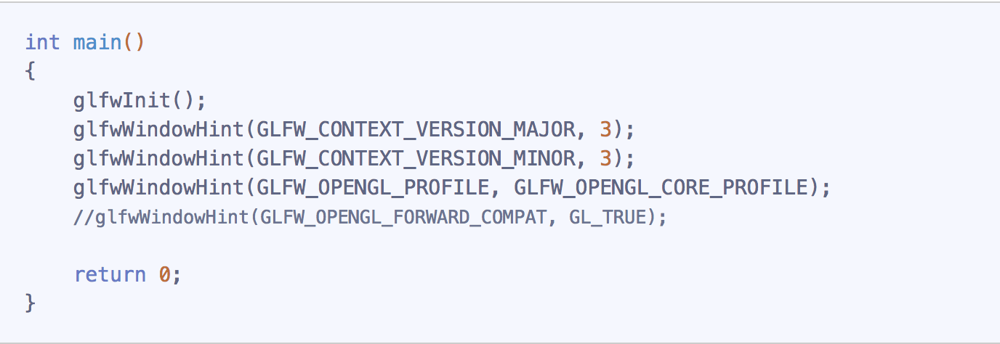 int main()
{
    glfwInit();
    glfwWindowHint(GLFW_CONTEXT_VERSION_MAJOR, 3);
    glfwWindowHint(GLFW_CONTEXT_VERSION_MINOR, 3);
    glfwWindowHint(GLFW_OPENGL_PROFILE, GLFW_OPENGL_CORE_PROFILE);
    //glfwWindowHint(GLFW_OPENGL_FORWARD_COMPAT, GL_TRUE);

    return 0;
}